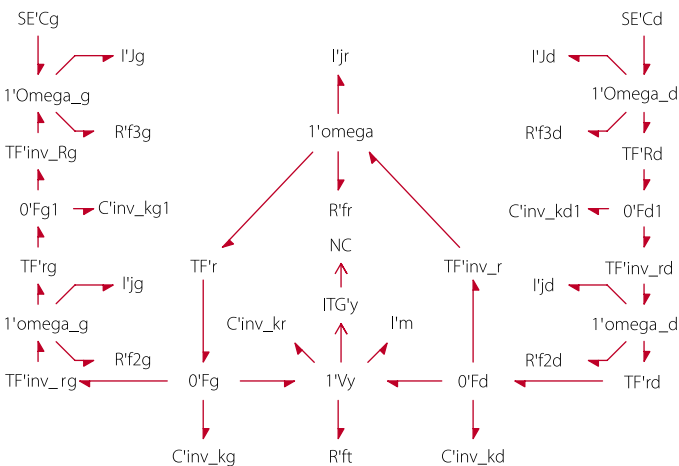 SE'Cg
SE'Cd
I'Jg
I'jr
I'Jd
1'Omega_g
1'Omega_d
R'f3g
1'omega
R'f3d
TF'inv_Rg
TF'Rd
0'Fg1
C'inv_kg1
R'fr
C'inv_kd1
0'Fd1
NC
TF'rg
TF'r
TF'inv_r
TF'inv_rd
I'jg
I'jd
ITG'y
1'omega_g
C'inv_kr
I'm
1'omega_d
R'f2g
R'f2d
TF'inv_rg
0'Fg
1'Vy
0'Fd
TF'rd
C'inv_kg
R'ft
C'inv_kd